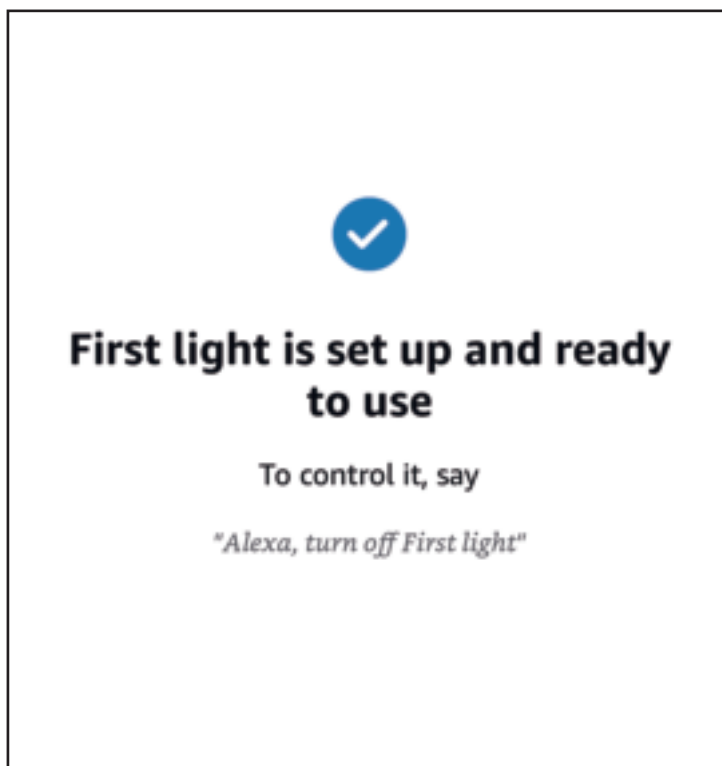 First light is set up and ready
to use
To control it, say
"Alexa, turn off First light"